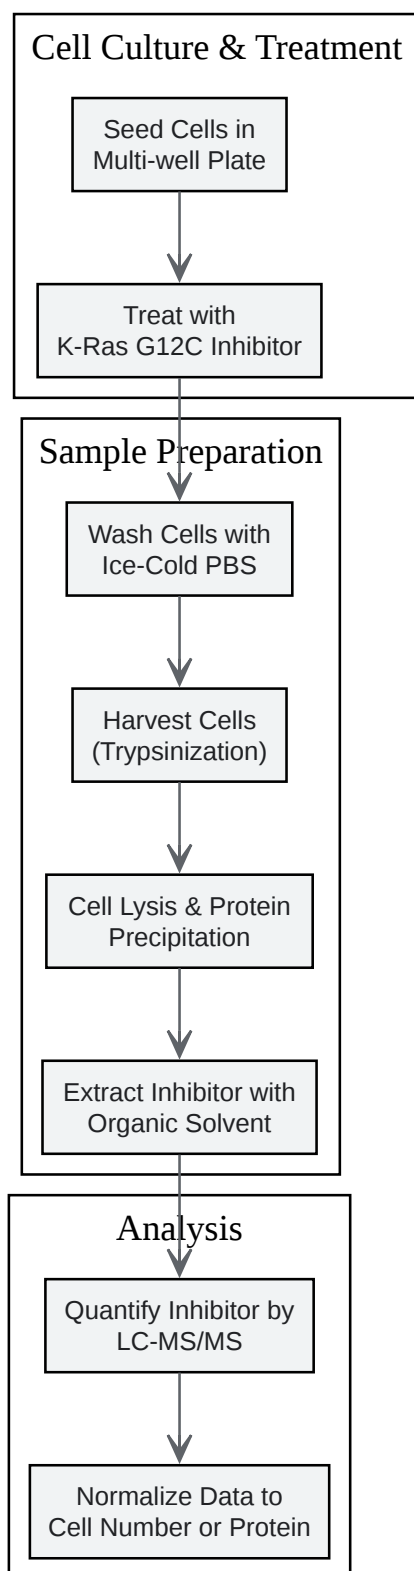 Cell Culture & Treatment
Seed Cells in
Multi-well Plate
Treat with
K-Ras G12C Inhibitor
Sample Preparation
Wash Cells with
Ice-Cold PBS
Harvest Cells
(Trypsinization)
Cell Lysis & Protein
Precipitation
Extract Inhibitor with
Organic Solvent
Analysis
Quantify Inhibitor by
LC-MS/MS
Normalize Data to
Cell Number or Protein